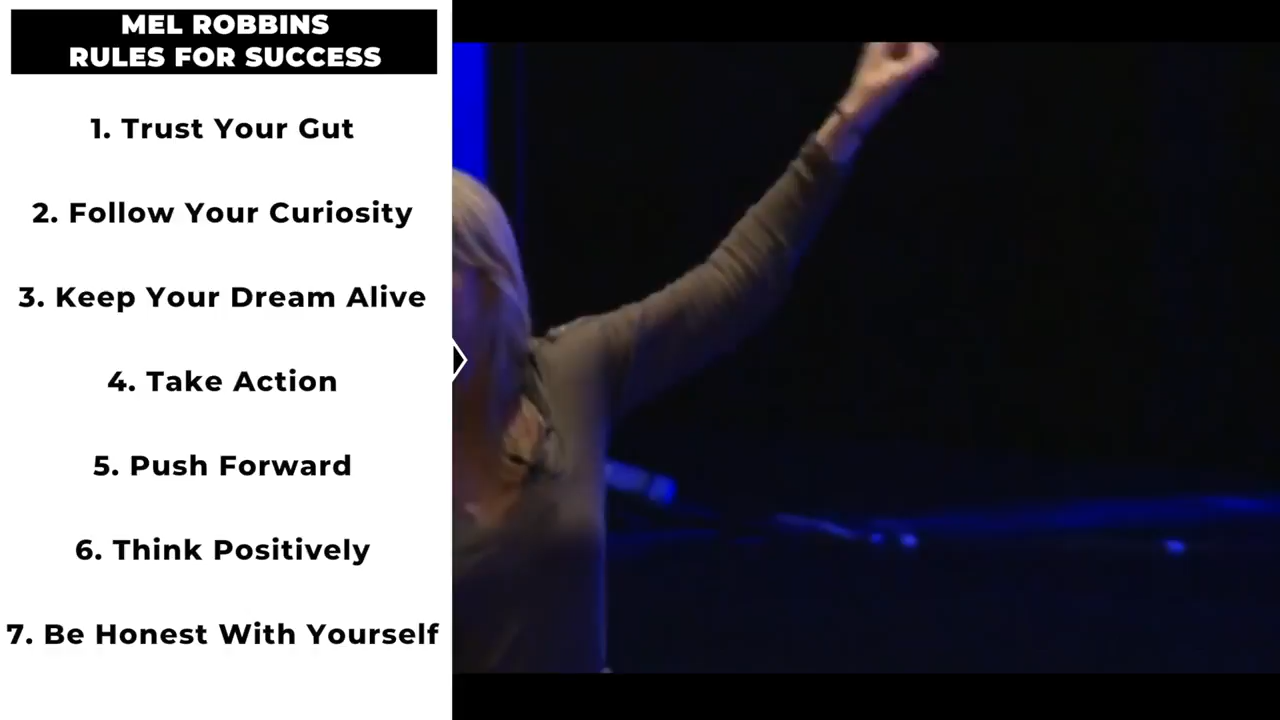 MEL ROBBINS
RULES FOR SUCCESS
1. Trust Your Gut
2. Follow Your Curiosity
3. Keep Your Dream Alive
4. Take Action
5. Push Forward
6. Think Positively
7. Be Honest With Yourself